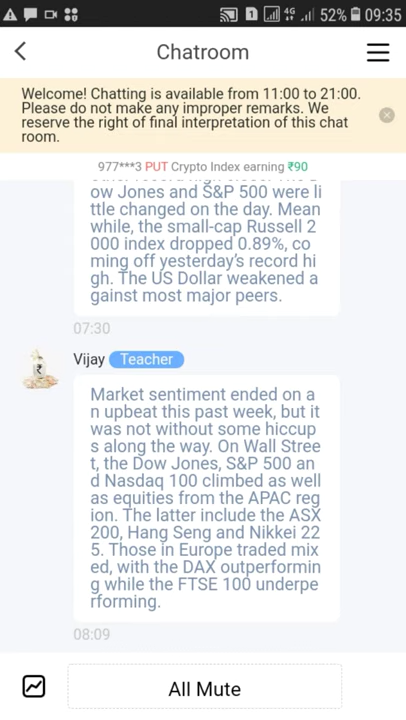 4G 52% 09:35
Chatroom
Welcome! Chatting is available from 11:00 to 21:00.
Please do not make any improper remarks. We
reserve the right of final interpretation of this chat
room.
977***3 PUT Crypto Index earning ₹90
ow Jones and S&P 500 were li
ttle changed on the day. Mean
while, the small-cap Russell 2
000 index dropped 0.89%, co
ming off yesterday's record hi
gh. The US Dollar weakened a
gainst most major peers.
07:30
Vijay Teacher
Market sentiment ended on a
n upbeat this past week, but it
was not without some hiccup
s along the way. On Wall Stree
t, the Dow Jones, S&P 500 an
d Nasdaq 100 climbed as well
as equities from the APAC reg
ion. The latter include the ASX
200, Hang Seng and Nikkei 22
5. Those in Europe traded mix
ed, with the DAX outperformin
g while the FTSE 100 underpe
rforming.
08:09
All Mute